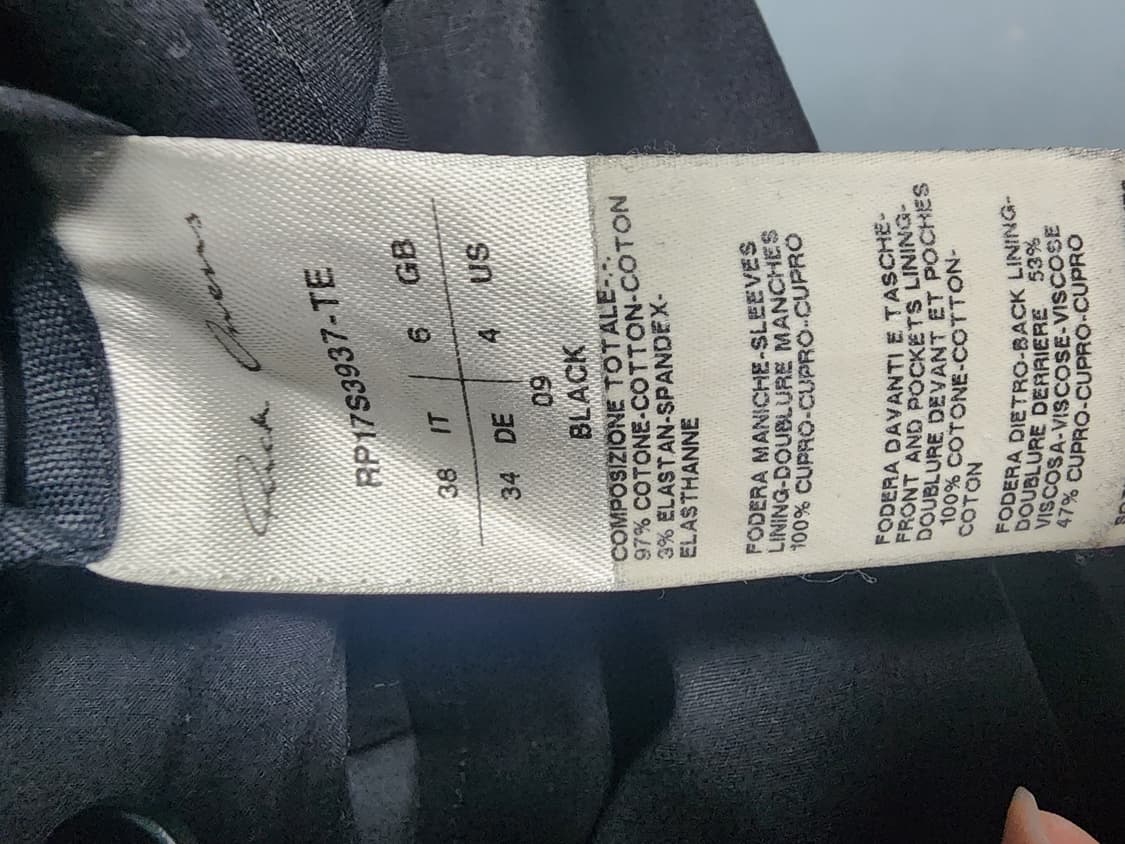 Rick Owens
RP17S3937-TE
38 IT 6 GB
34 DE 4 US
09
BLACK
COMPOSIZIONE TOTALE-:-.
97% COTONE-COTTON-COTON
3% ELASTAN-SPANDEX-
ELASTHANNE
FODERA MANICHE-SLEEVES
LINING-DOUBLURE MANCHES
100% CUPRO-CUPRO-CUPRO
FODERA DAVANTI E TASCHE-
FRONT AND POCKETS LINING-
DOUBLURE DEVANT ET POCHES
100% COTONE-COTTON-
COTON
FODERA DIETRO-BACK LINING-
DOUBLURE DERRIERE 53%
VISCOSA-VISCOSE-VISCOSE
47% CUPRO-CUPRO-CUPRO